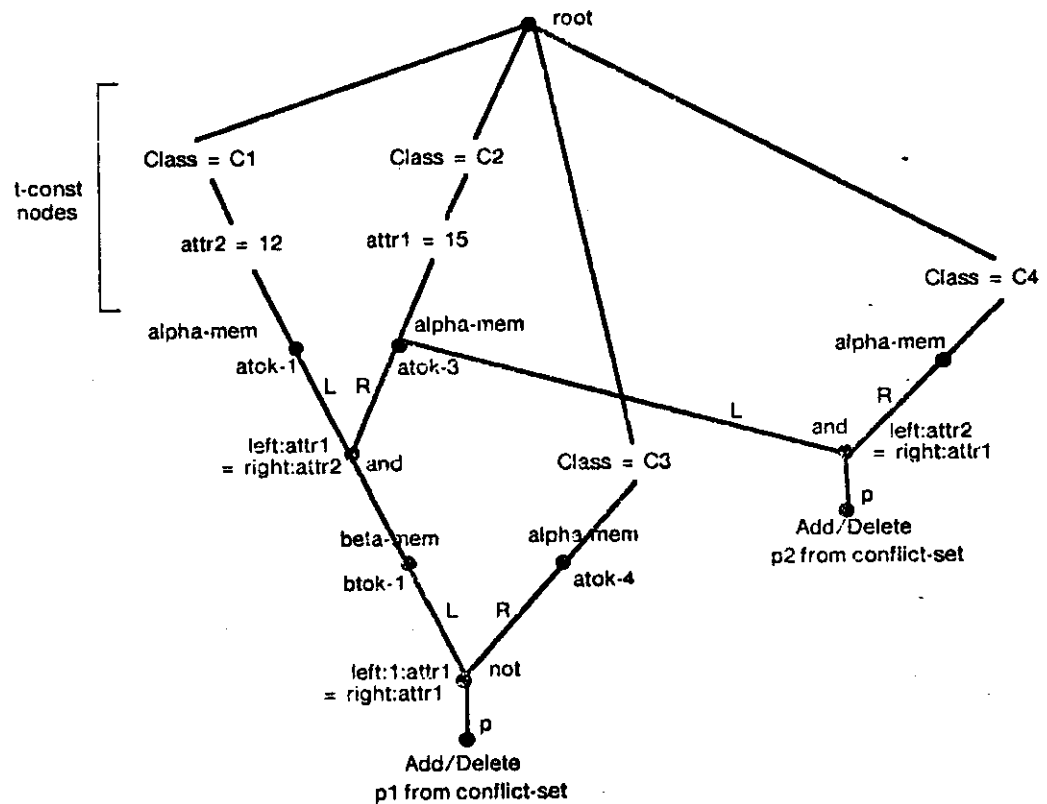 root
Class = C1
Class = C2
t-const
nodes
attr2 = 12
attr1 = 15
Class = C4
alpha-mem
alpha-mem
alpha-mem
atok-1
atok-3
L
R
L
R
and
left:attr1
= right:attr2
and
left:attr2
= right:attr1
Class = C3
p
Add/Delete
p2 from conflict-set
beta-mem
alpha-mem
btok-1
atok-4
L
R
left:1:attr1
= right:attr1
not
p
Add/Delete
p1 from conflict-set